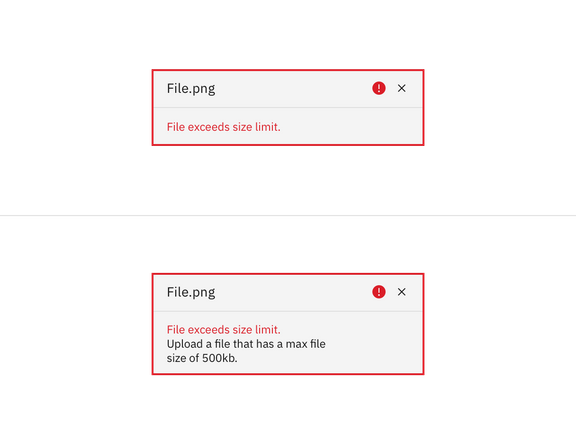 File.png
File exceeds size limit.
File.png
File exceeds size limit.
Upload a file that has a max file
size of 500kb.